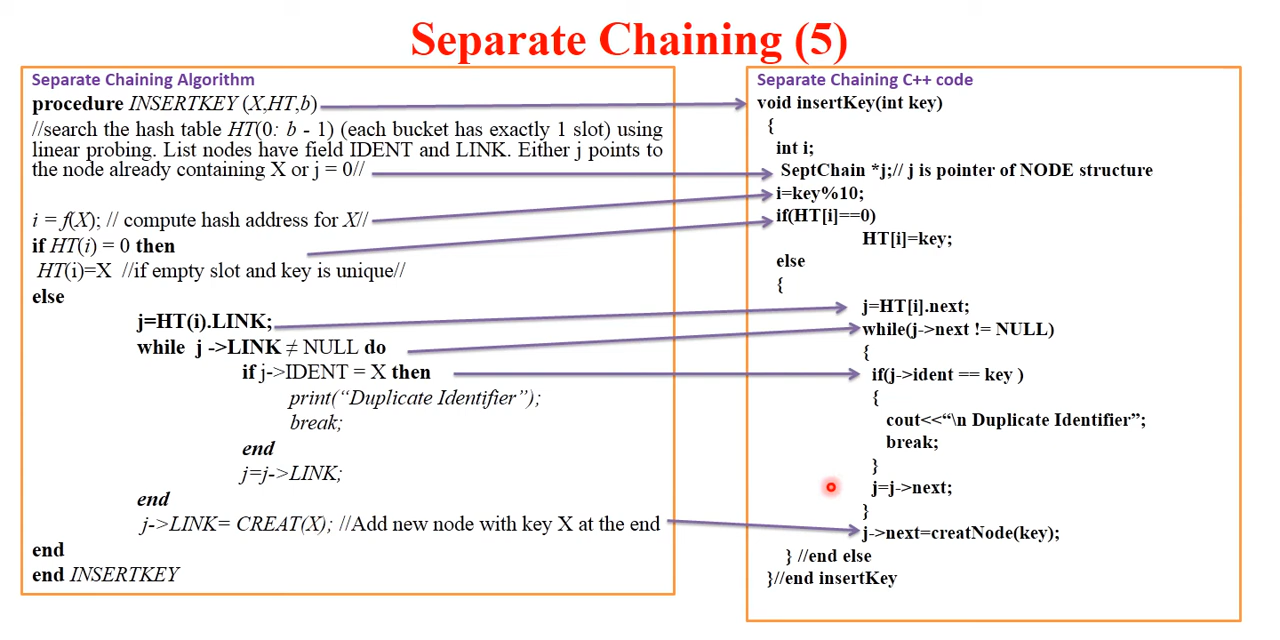 Separate Chaining (5)
Separate Chaining Algorithm
procedure INSERTKEY (X,HT,b)
//search the hash table HT(0: b - 1) (each bucket has exactly 1 slot) using
linear probing. List nodes have field IDENT and LINK. Either j points to
the node already containing X or j = 0//
i = f(X); // compute hash address for X//
if HT(i) = 0 then
HT(i)=X //if empty slot and key is unique//
else
j=HT(i).LINK;
while j ->LINK ≠ NULL do
if j->IDENT = X then
print(“Duplicate Identifier”);
break;
end
j=j->LINK;
end
j->LINK= CREAT(X); //Add new node with key X at the end
end
end INSERTKEY
Separate Chaining C++ code
void insertKey(int key)
{
int i;
SeptChain *j;// j is pointer of NODE structure
i=key%10;
if(HT[i]==0)
HT[i]=key;
else
{
j=HT[i].next;
while(j->next != NULL)
{
if(j->ident == key )
{
cout<<“\n Duplicate Identifier”;
break;
}
j=j->next;
}
j->next=creatNode(key);
} //end else
}//end insertKey